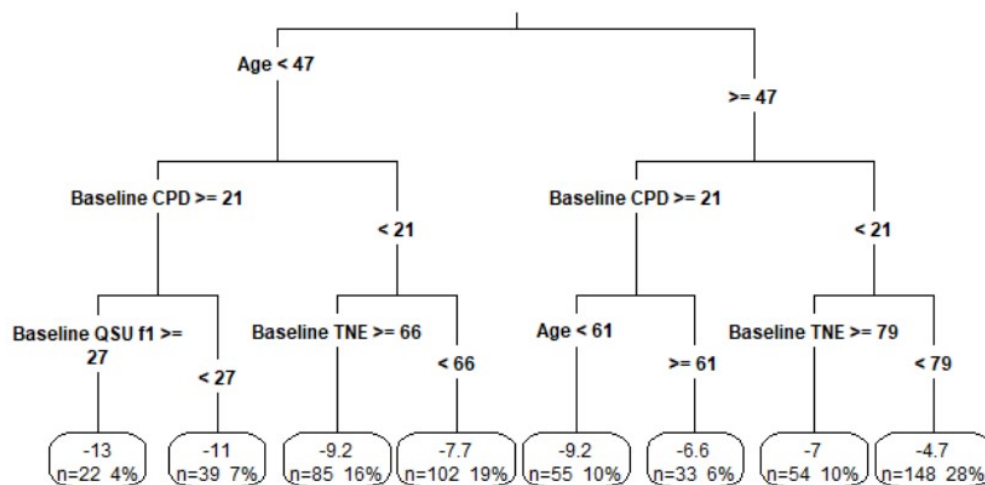 Age < 47
>= 47
Baseline CPD >= 21
< 21
Baseline CPD >= 21
< 21
Baseline QSU f1 >=
27
< 27
Baseline TNE >= 66
< 66
Age < 61
>= 61
Baseline TNE >= 79
< 79
-13
n=22 4%
-11
n=39 7%
-9.2
n=85 16%
-7.7
n=102 19%
-9.2
n=55 10%
-6.6
n=33 6%
-7
n=54 10%
-4.7
n=148 28%